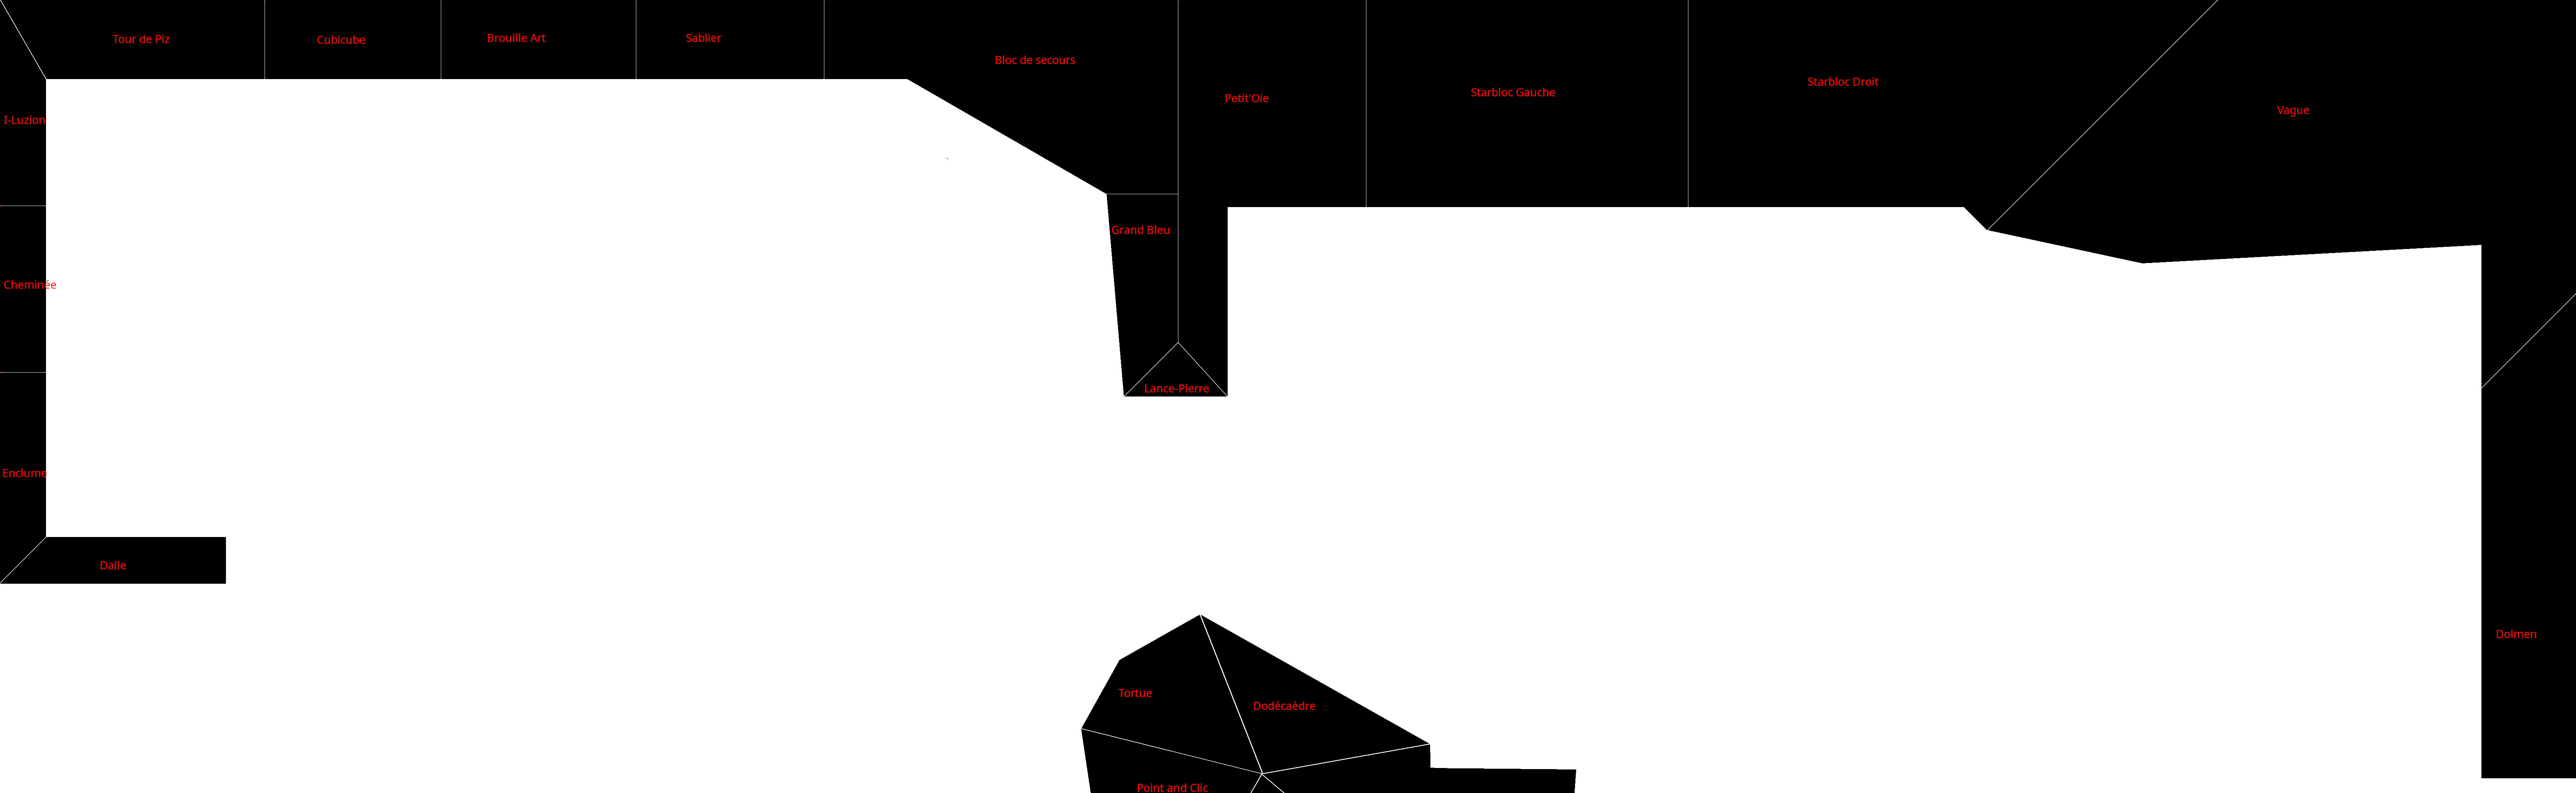 Tour de Piz
Cubicube
Brouille Art
Sablier
Bloc de secours
Petit'Oie
Starbloc Gauche
Starbloc Droit
Vague
I-Luzion
Grand Bleu
Cheminée
Lance-Pierre
Enclume
Dalle
Dolmen
Tortue
Dodécaèdre
Point and Clic